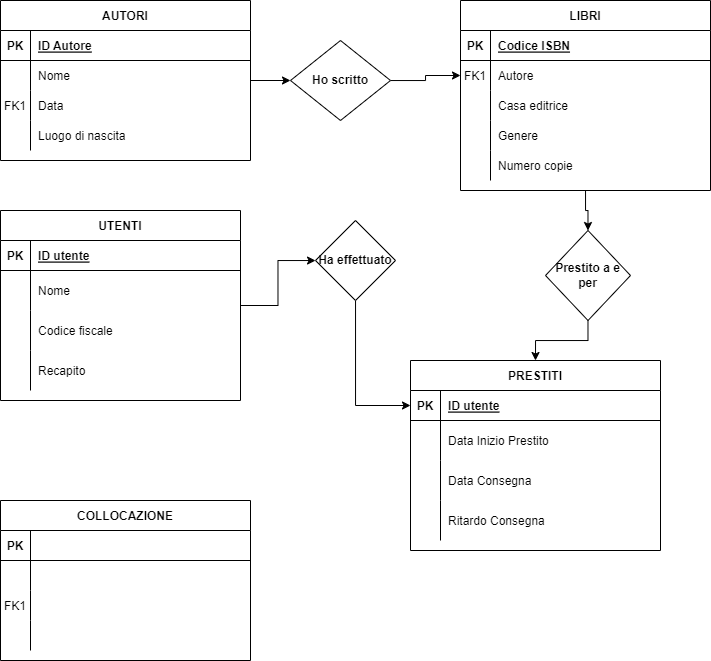 AUTORI
PK ID Autore
Nome
FK1 Data
Luogo di nascita
Ho scritto
LIBRI
PK Codice ISBN
FK1 Autore
Casa editrice
Genere
Numero copie
UTENTI
PK ID utente
Nome
Codice fiscale
Recapito
Ha effettuato
Prestito a e
per
PRESTITI
PK ID utente
Data Inizio Prestito
Data Consegna
Ritardo Consegna
COLLOCAZIONE
PK
FK1